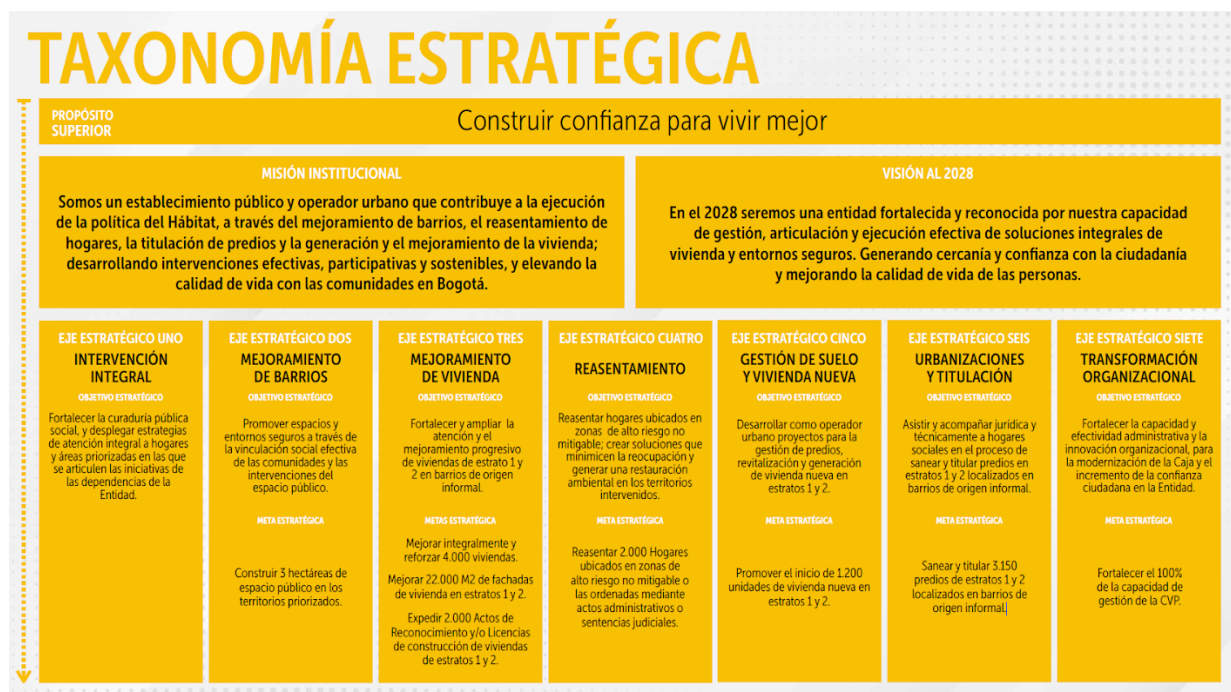 TAXONOMÍA ESTRATÉGICA
PROPÓSITO
SUPERIOR
Construir confianza para vivir mejor
MISIÓN INSTITUCIONAL
Somos un establecimiento público y operador urbano que contribuye a la ejecución
de la política del Hábitat, a través del mejoramiento de barrios, el reasentamiento de
hogares, la titulación de predios y la generación y el mejoramiento de la vivienda;
desarrollando intervenciones efectivas, participativas y sostenibles, y elevando la
calidad de vida con las comunidades en Bogotá.
VISIÓN AL 2028
En el 2028 seremos una entidad fortalecida y reconocida por nuestra capacidad
de gestión, articulación y ejecución efectiva de soluciones integrales de
vivienda y entornos seguros. Generando cercanía y confianza con la ciudadanía
y mejorando la calidad de vida de las personas.
EJE ESTRATÉGICO UNO
INTERVENCIÓN
INTEGRAL
OBJETIVO ESTRATÉGICO
Fortalecer la curaduría pública
social, y desplegar estrategias
de atención integral a hogares
y áreas priorizadas en las que
se articulen las iniciativas de
las dependencias de la
Entidad.
EJE ESTRATÉGICO DOS
MEJORAMIENTO
DE BARRIOS
OBJETIVO ESTRATÉGICO
Promover espacios y
entornos seguros a través de
la vinculación social efectiva
de las comunidades y las
intervenciones del
espacio público.
META ESTRATÉGICA
Construir 3 hectáreas de
espacio público en los
territorios priorizados.
EJE ESTRATÉGICO TRES
MEJORAMIENTO
DE VIVIENDA
OBJETIVO ESTRATÉGICO
Fortalecer y ampliar la
atención y el
mejoramiento progresivo
de viviendas de estrato 1 y
2 en barrios de origen
informal.
METAS ESTRATÉGICA
Mejorar integralmente y
reforzar 4.000 viviendas.
Mejorar 22.000 M2 de fachadas
de vivienda en estratos 1 y 2.
Expedir 2.000 Actos de
Reconocimiento y/o Licencias
de construcción de viviendas
de estratos 1 y 2.
EJE ESTRATÉGICO CUATRO
REASENTAMIENTO
OBJETIVO ESTRATÉGICO
Reasentar hogares ubicados en
zonas de alto riesgo no
mitigable; crear soluciones que
minimicen la reocupación y
generar una restauración
ambiental en los territorios
intervenidos.
META ESTRATÉGICA
Reasentar 2.000 Hogares
ubicados en zonas de
alto riesgo no mitigable o
las ordenadas mediante
actos administrativos o
sentencias judiciales.
EJE ESTRATÉGICO CINCO
GESTIÓN DE SUELO
Y VIVIENDA NUEVA
OBJETIVO ESTRATÉGICO
Desarrollar como operador
urbano proyectos para la
gestión de predios,
revitalización y generación
de vivienda nueva en
estratos 1 y 2.
META ESTRATÉGICA
Promover el inicio de 1.200
unidades de vivienda nueva en
estratos 1 y 2.
EJE ESTRATÉGICO SEIS
URBANIZACIONES
Y TITULACIÓN
OBJETIVO ESTRATÉGICO
Asistir y acompañar jurídica y
técnicamente a hogares
sociales en el proceso de
sanear y titular predios en
estratos 1 y 2 localizados en
barrios de origen informal.
META ESTRATÉGICA
Sanear y titular 3.150
predios de estratos 1 y 2
localizados en barrios de
origen informal.
EJE ESTRATÉGICO SIETE
TRANSFORMACIÓN
ORGANIZACIONAL
OBJETIVO ESTRATÉGICO
Fortalecer la capacidad y
efectividad administrativa y la
innovación organizacional, para
la modernización de la Caja y el
incremento de la confianza
ciudadana en la Entidad.
META ESTRATÉGICA
Fortalecer el 100%
de la capacidad de
gestión de la CVP.